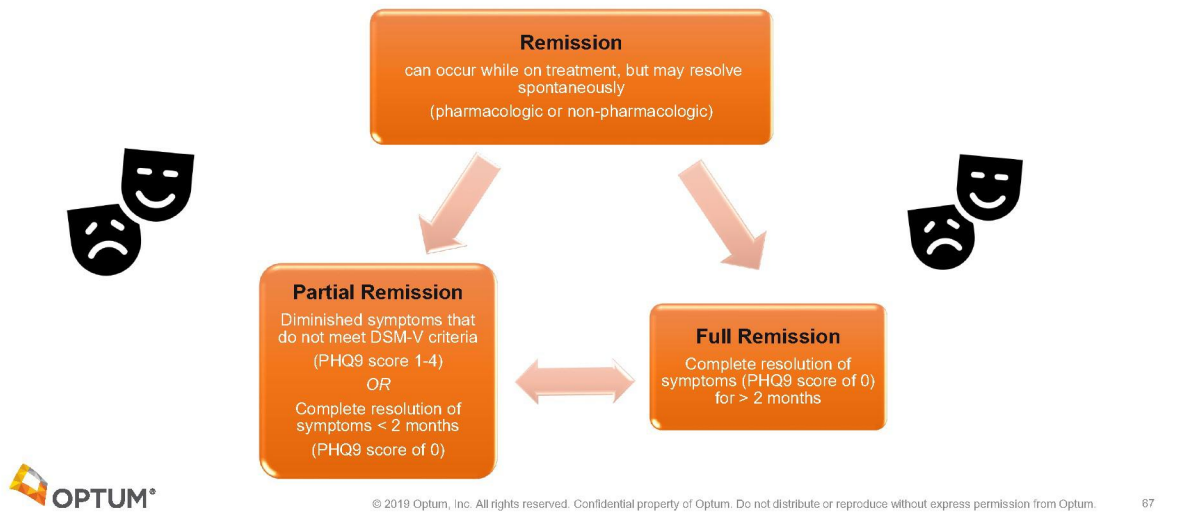 Remission
can occur while on treatment, but may resolve
spontaneously
(pharmacologic or non-pharmacologic)
Partial Remission
Diminished symptoms that
do not meet DSM-V criteria
(PHQ9 score 1-4)
OR
Complete resolution of
symptoms < 2 months
(PHQ9 score of 0)
Full Remission
Complete resolution of
symptoms (PHQ9 score of 0)
for > 2 months
OPTUM®
© 2019 Optum, Inc. All rights reserved. Confidential property of Optum. Do not distribute or reproduce without express permission from Optum.
67